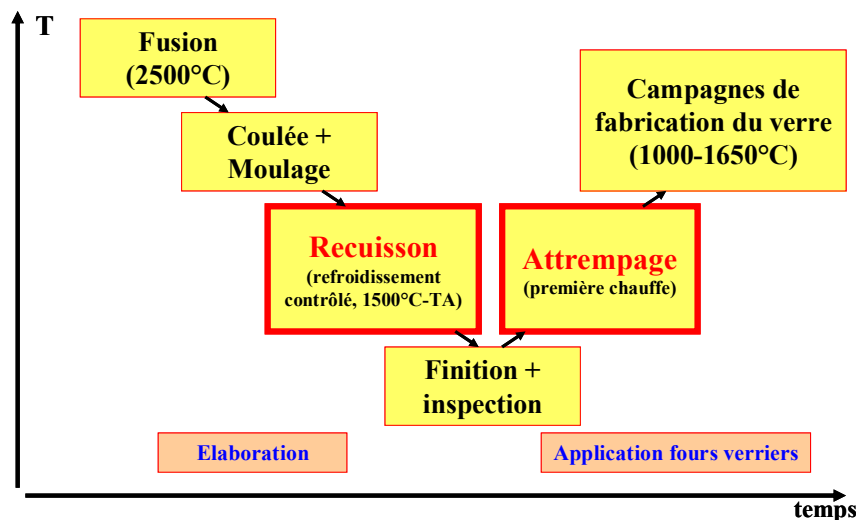 T
Fusion
(2500°C)
Coulée +
Moulage
Recuisson
(refroidissement
contrôlé, 1500°C-TA)
Finition +
inspection
Attrempage
(première chauffe)
Campagnes de
fabrication du verre
(1000-1650°C)
Elaboration
Application fours verriers
temps